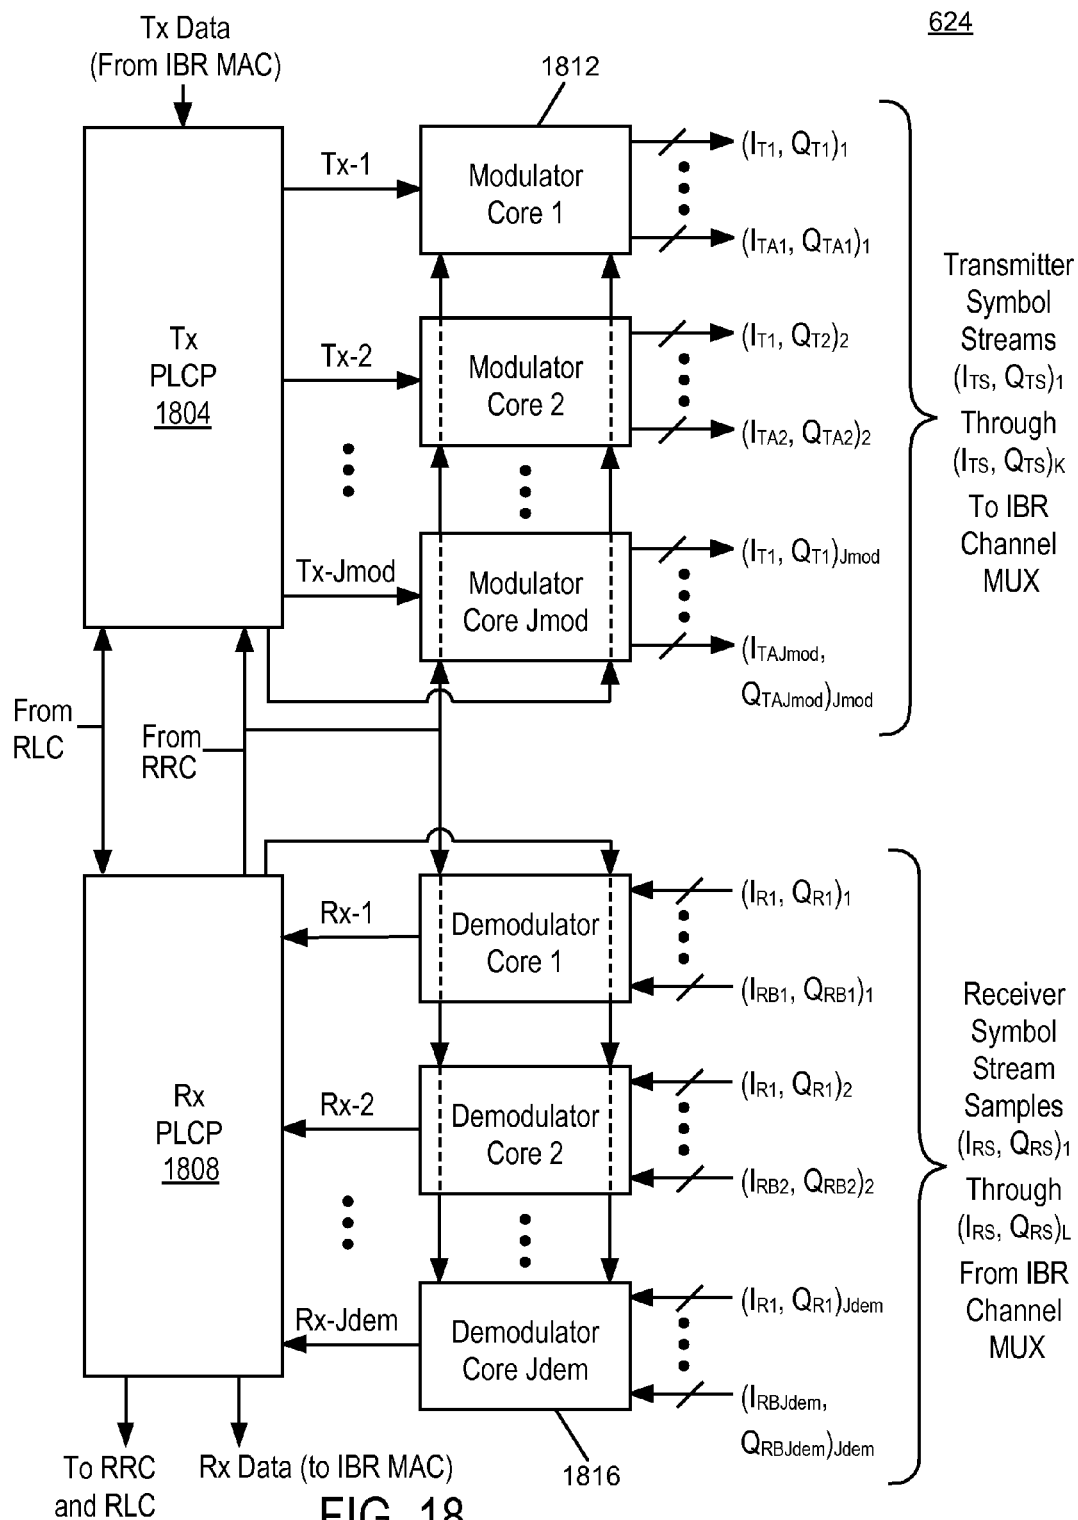 624
Tx Data
(From IBR MAC)
1812
Tx
PLCP
1804
Tx-1
Modulator
Core 1
(IT1, QT1)1
(ITA1, QTA1)1
Tx-2
Modulator
Core 2
(IT1, QT2)2
(ITA2, QTA2)2
Tx-Jmod
Modulator
Core Jmod
(IT1, QT1)Jmod
(ITAJmod,
QTAJmod)Jmod
Transmitter
Symbol
Streams
(ITS, QTS)1
Through
(ITS, QTS)K
To IBR
Channel
MUX
From
RLC
From
RRC
Rx
PLCP
1808
Rx-1
Demodulator
Core 1
(IR1, QR1)1
(IRB1, QRB1)1
Rx-2
Demodulator
Core 2
(IR1, QR1)2
(IRB2, QRB2)2
Rx-Jdem
Demodulator
Core Jdem
(IR1, QR1)Jdem
(IRBJdem,
QRBJdem)Jdem
Receiver
Symbol
Stream
Samples
(IRS, QRS)1
Through
(IRS, QRS)L
From IBR
Channel
MUX
1816
To RRC
and RLC
Rx Data (to IBR MAC)
FIG. 18